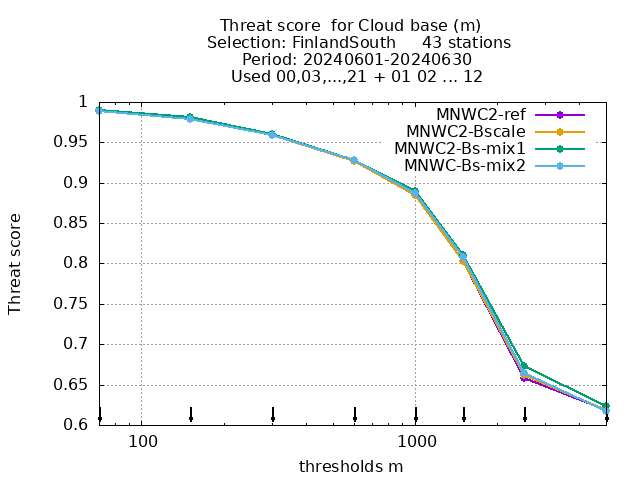 Threat score  for Cloud base (m)
Selection: FinlandSouth     43 stations
Period: 20240601-20240630
Used 00,03,...,21 + 01 02 ... 12
MNWC2-ref
MNWC2-Bscale
MNWC2-Bs-mix1
MNWC-Bs-mix2
Threat score
1
0.95
0.9
0.85
0.8
0.75
0.7
0.65
0.6
100
1000
thresholds m